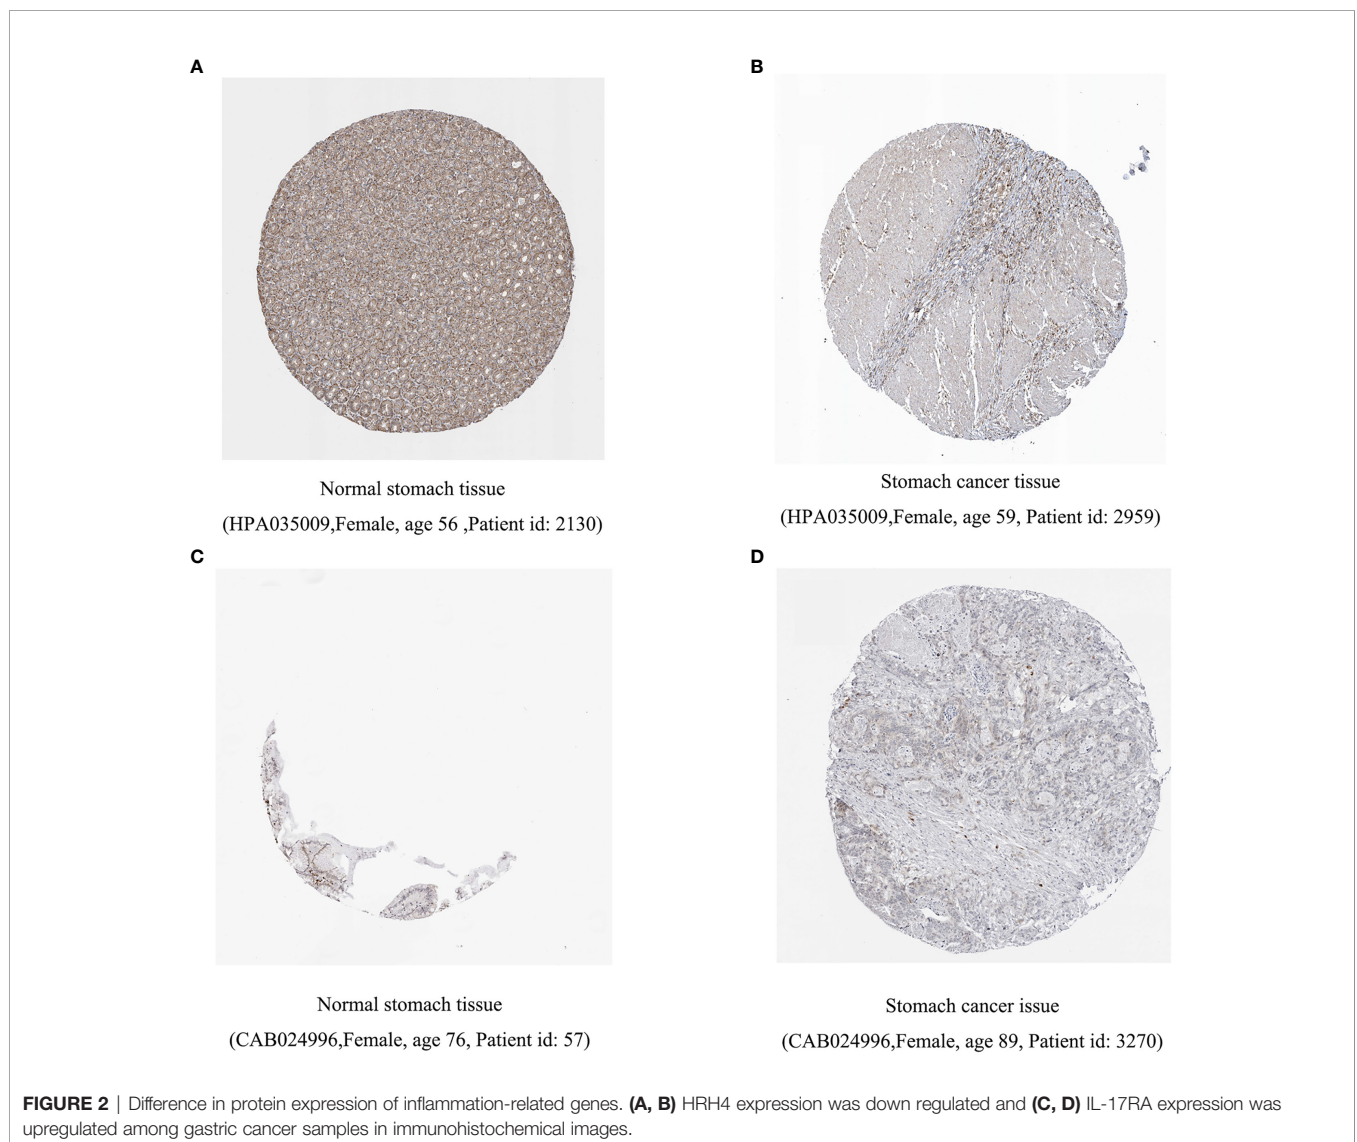 A
B
Normal stomach tissue
(HPA035009,Female, age 56 ,Patient id: 2130)
Stomach cancer tissue
(HPA035009,Female, age 59, Patient id: 2959)
C
D
Normal stomach tissue
(CAB024996,Female, age 76, Patient id: 57)
Stomach cancer issue
(CAB024996,Female, age 89, Patient id: 3270)
FIGURE 2 | Difference in protein expression of inflammation-related genes. (A, B) HRH4 expression was down regulated and (C, D) IL-17RA expression was
upregulated among gastric cancer samples in immunohistochemical images.